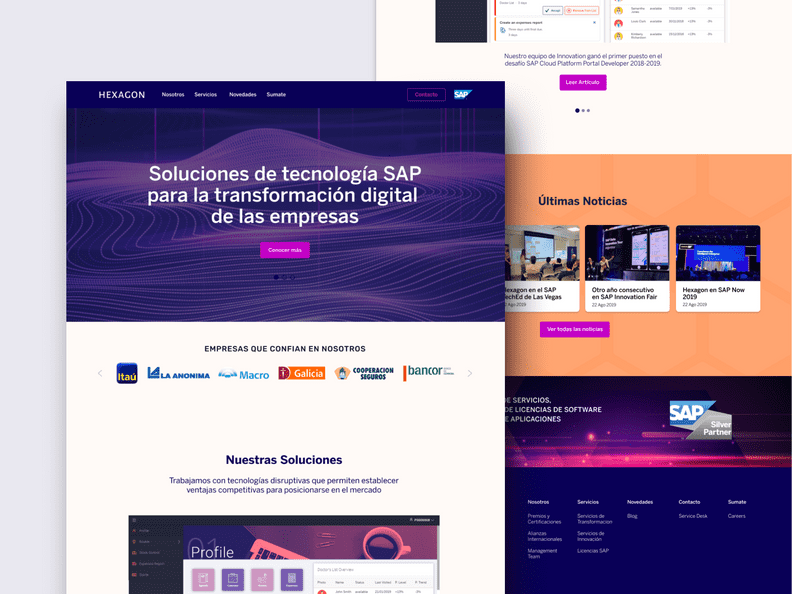 HEXAGON
Nosotros
Servicios
Novedades
Sumate
Contacto
SAP
Soluciones de tecnología SAP
para la transformación digital
de las empresas
Conocer más
EMPRESAS QUE CONFIAN EN NOSOTROS
Itaú
LA ANONIMA
Macro
Galicia
COOPERACION
SEGUROS
bancor
Nuestras Soluciones
Trabajamos con tecnologías disruptivas que permiten establecer
ventajas competitivas para posicionarse en el mercado
01
Profile
Create an expenses report
Nuestro equipo de Innovation ganó el primer puesto en el
desafío SAP Cloud Platform Portal Developer 2018-2019.
Leer Artículo
Últimas Noticias
Hexagon en el SAP
TechEd de Las Vegas
22 Ago 2019
Otro año consecutivo
en SAP Innovation Fair
22 Ago 2019
Hexagon en SAP Now
2019
22 Ago 2019
Ver todas las noticias
DE SERVICIOS,
DE LICENCIAS DE SOFTWARE
E APLICACIONES
SAP
Silver
Partner
Nosotros
Servicios
Novedades
Contacto
Sumate
Premios y
Certificaciones
Servicios de
Transformacion
Blog
Service Desk
Careers
Alianzas
Internacionales
Servicios de
Innovación
Management
Team
Licencias SAP